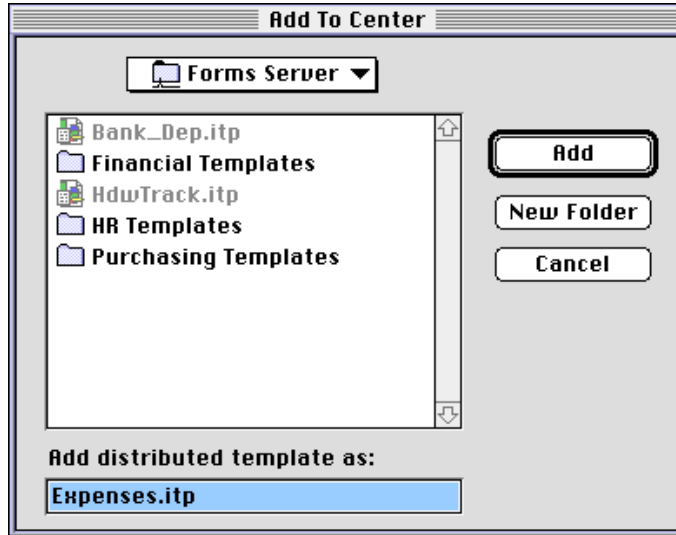 Add To Center
Forms Server
Bank_Dep.itp
Financial Templates
HdwTrack.itp
HR Templates
Purchasing Templates
Add
New Folder
Cancel
Add distributed template as:
Expenses.itp